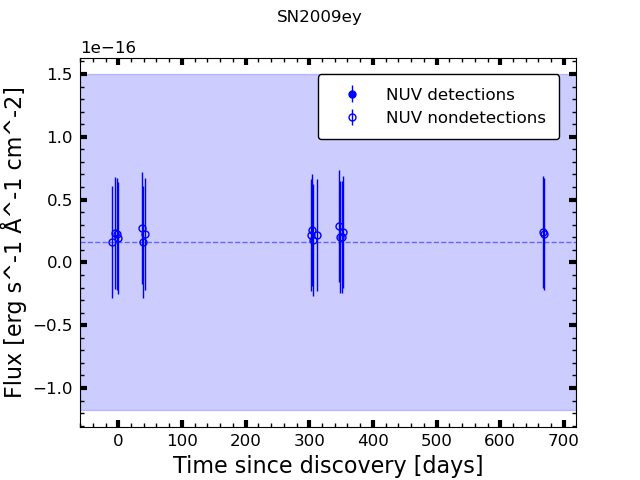 SN2009ey
1e−16
1.5
1.0
0.5
0.0
−0.5
−1.0
Flux [erg s^-1 Å^-1 cm^-2]
NUV detections
NUV nondetections
0 100 200 300 400 500 600 700
Time since discovery [days]